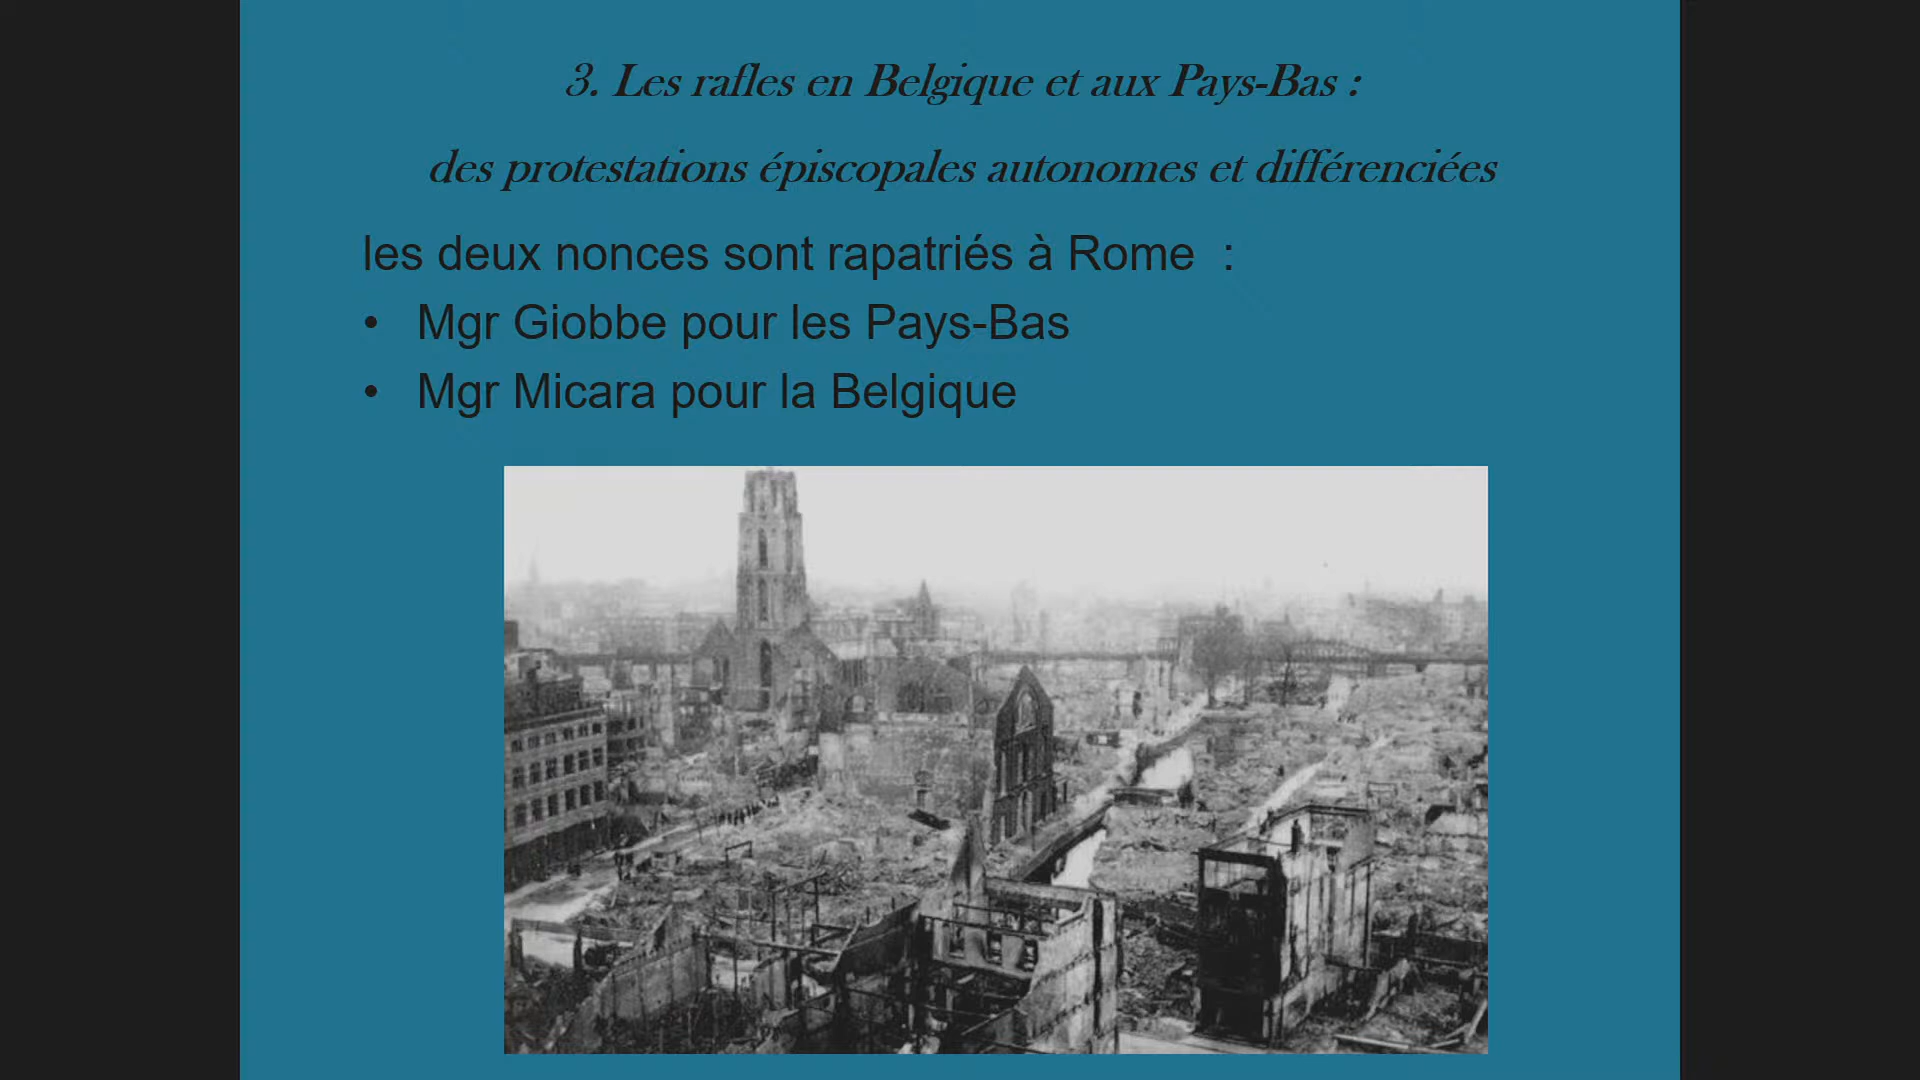 3. Les rafles en Belgique et aux Pays-Bas :
des protestations épiscopales autonomes et différenciées
les deux nonces sont rapatriés à Rome :
• Mgr Giobbe pour les Pays-Bas
• Mgr Micara pour la Belgique